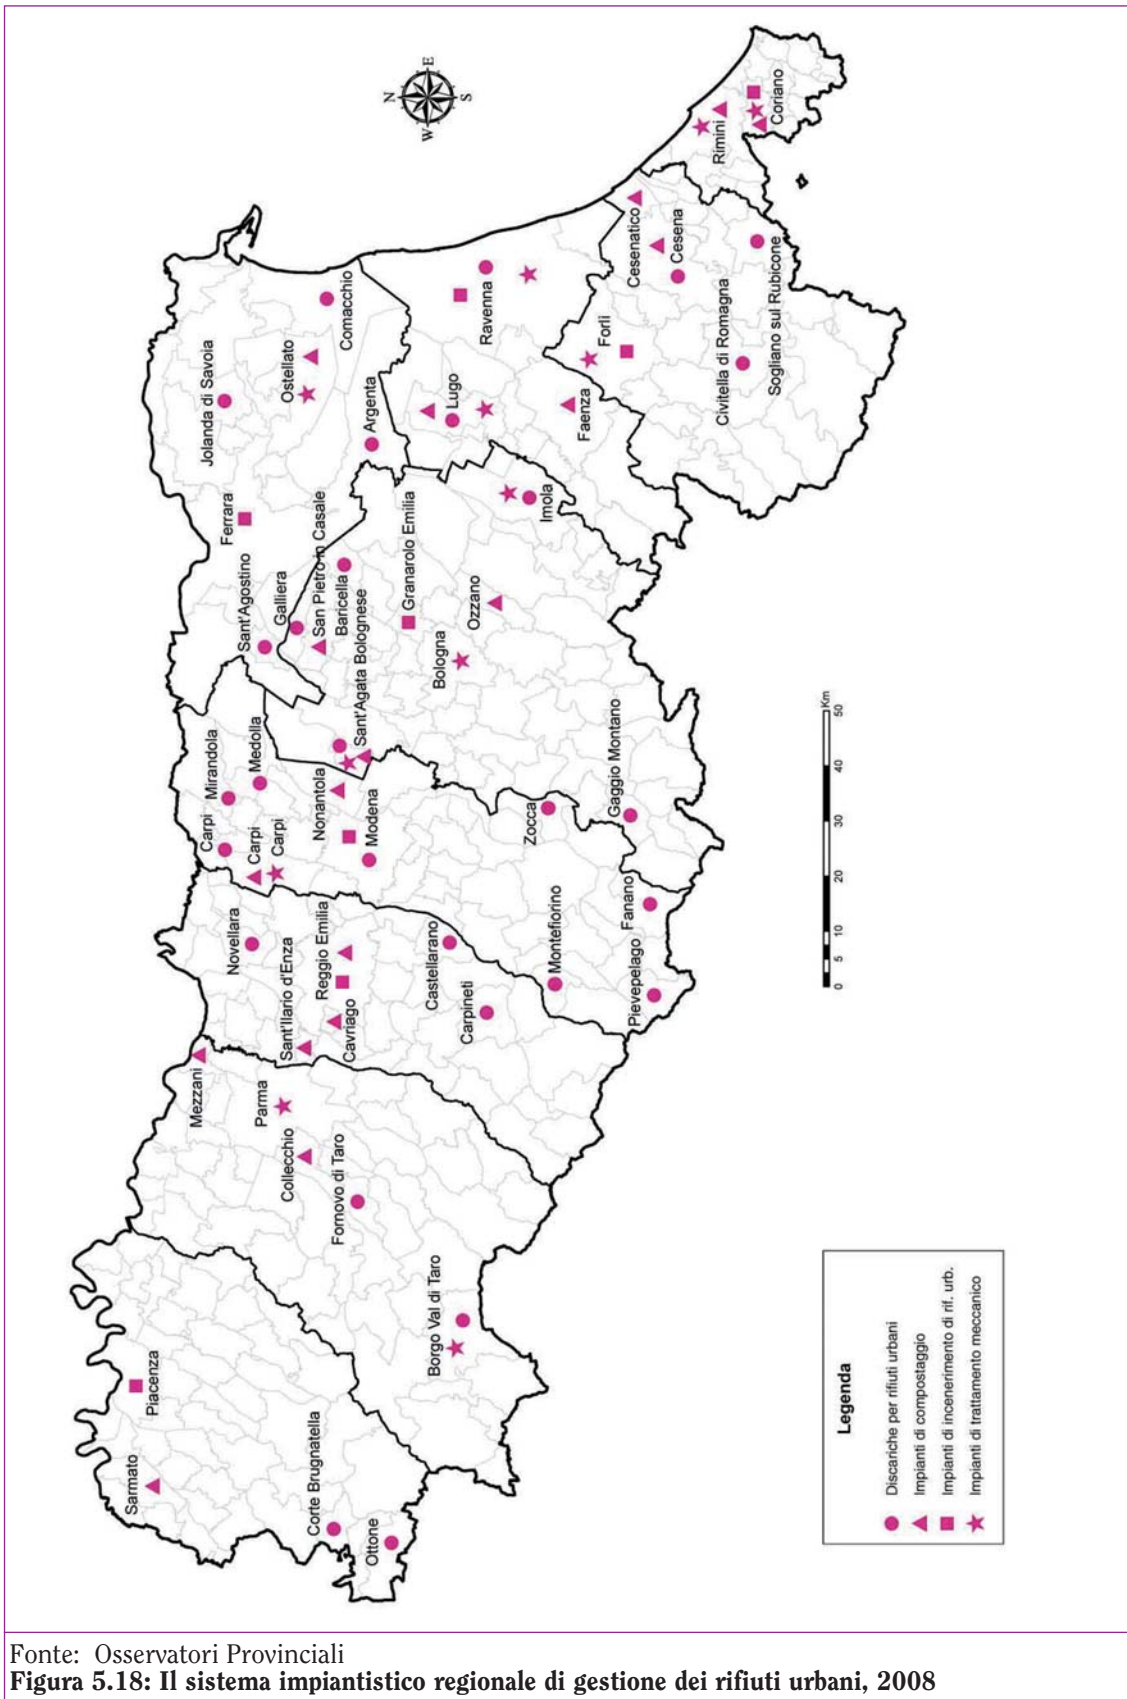 N
E
S
W
Sarmato
Piacenza
Corte Brugnatella
Ottone
Borgo Val di Taro
Fornovo di Taro
Collecchio
Parma
Mezzani
Sant'Ilario d'Enza
Cavriago
Reggio Emilia
Novellara
Castellarano
Carpineti
Carpi
Carpi
Carpi
Mirandola
Medolla
Nonantola
Modena
Montefiorino
Pievepelago
Fanano
Zocca
Gaggio Montano
Sant'Agata Bolognese
Sant'Agostino
Galliera
San Pietro in Casale
Baricella
Granarolo Emilia
Bologna
Ozzano
Imola
Ferrara
Jolanda di Savoia
Ostellato
Comacchio
Argenta
Lugo
Ravenna
Faenza
Forlì
Cesenatico
Cesena
Civitella di Romagna
Sogliano sul Rubicone
Rimini
Coriano
0 5 10 20 30 40 50
Km
Legenda
Discariche per rifiuti urbani
Impianti di compostaggio
Impianti di incenerimento di rif. urb.
Impianti di trattamento meccanico
Fonte: Osservatori Provinciali
Figura 5.18: Il sistema impiantistico regionale di gestione dei rifiuti urbani, 2008